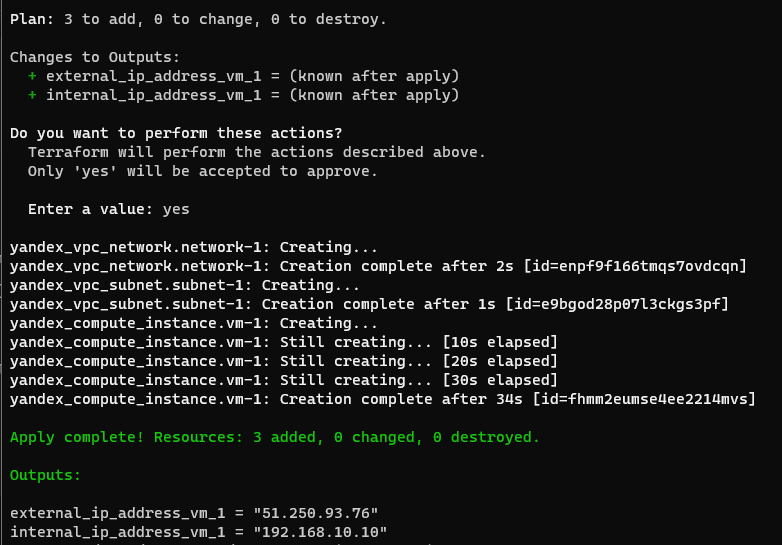 Plan: 3 to add, 0 to change, 0 to destroy.
Changes to Outputs:
+ external_ip_address_vm_1 = (known after apply)
+ internal_ip_address_vm_1 = (known after apply)
Do you want to perform these actions?
Terraform will perform the actions described above.
Only 'yes' will be accepted to approve.
Enter a value: yes
yandex_vpc_network.network-1: Creating...
yandex_vpc_network.network-1: Creation complete after 2s [id=enpf9f166tmqs7ovdcqn]
yandex_vpc_subnet.subnet-1: Creating...
yandex_vpc_subnet.subnet-1: Creation complete after 1s [id=e9bgod28p07l3ckgs3pf]
yandex_compute_instance.vm-1: Creating...
yandex_compute_instance.vm-1: Still creating... [10s elapsed]
yandex_compute_instance.vm-1: Still creating... [20s elapsed]
yandex_compute_instance.vm-1: Still creating... [30s elapsed]
yandex_compute_instance.vm-1: Creation complete after 34s [id=fhmm2eumse4ee2214mvs]
Apply complete! Resources: 3 added, 0 changed, 0 destroyed.
Outputs:
external_ip_address_vm_1 = "51.250.93.76"
internal_ip_address_vm_1 = "192.168.10.10"